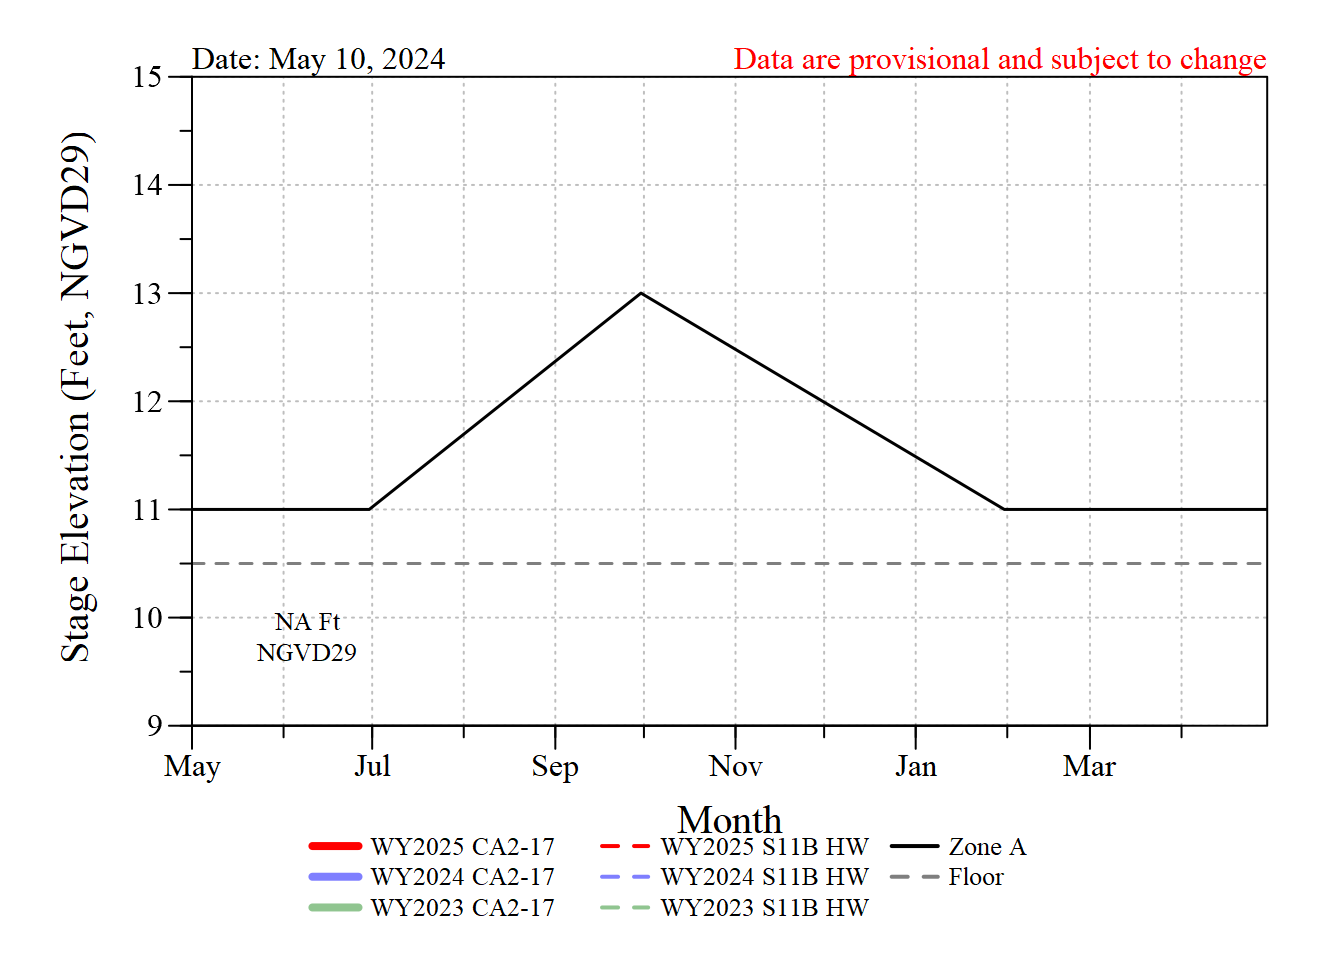 Date: May 10, 2024 Data are provisional and subject to change
Stage Elevation (Feet, NGVD29)
15
14
13
12
11
10
9
NA Ft
NGVD29
May Jul Sep Nov Jan Mar
Month
WY2025 CA2-17 WY2025 S11B HW Zone A
WY2024 CA2-17 WY2024 S11B HW Floor
WY2023 CA2-17 WY2023 S11B HW